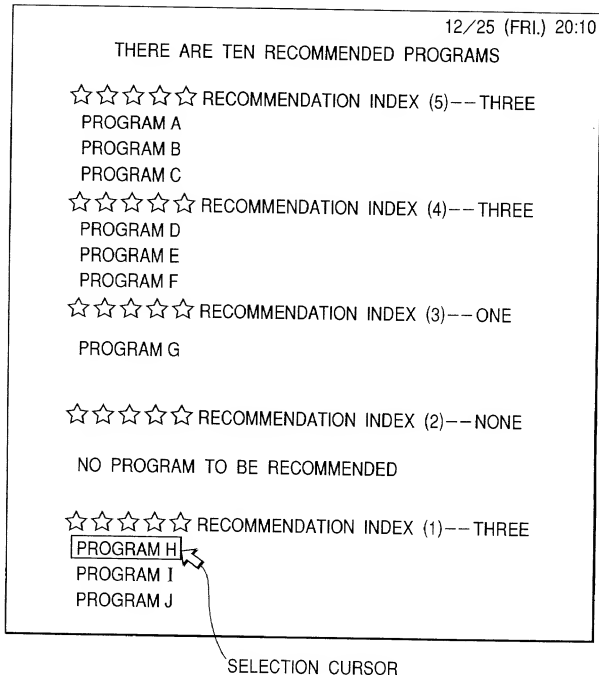 12/25 (FRI.) 20:10
THERE ARE TEN RECOMMENDED PROGRAMS
☆☆☆☆☆ RECOMMENDATION INDEX (5)--THREE
PROGRAM A
PROGRAM B
PROGRAM C
☆☆☆☆☆ RECOMMENDATION INDEX (4)--THREE
PROGRAM D
PROGRAM E
PROGRAM F
☆☆☆☆☆ RECOMMENDATION INDEX (3)--ONE
PROGRAM G
☆☆☆☆☆ RECOMMENDATION INDEX (2)--NONE
NO PROGRAM TO BE RECOMMENDED
☆☆☆☆☆ RECOMMENDATION INDEX (1)--THREE
PROGRAM H
PROGRAM I
PROGRAM J
SELECTION CURSOR